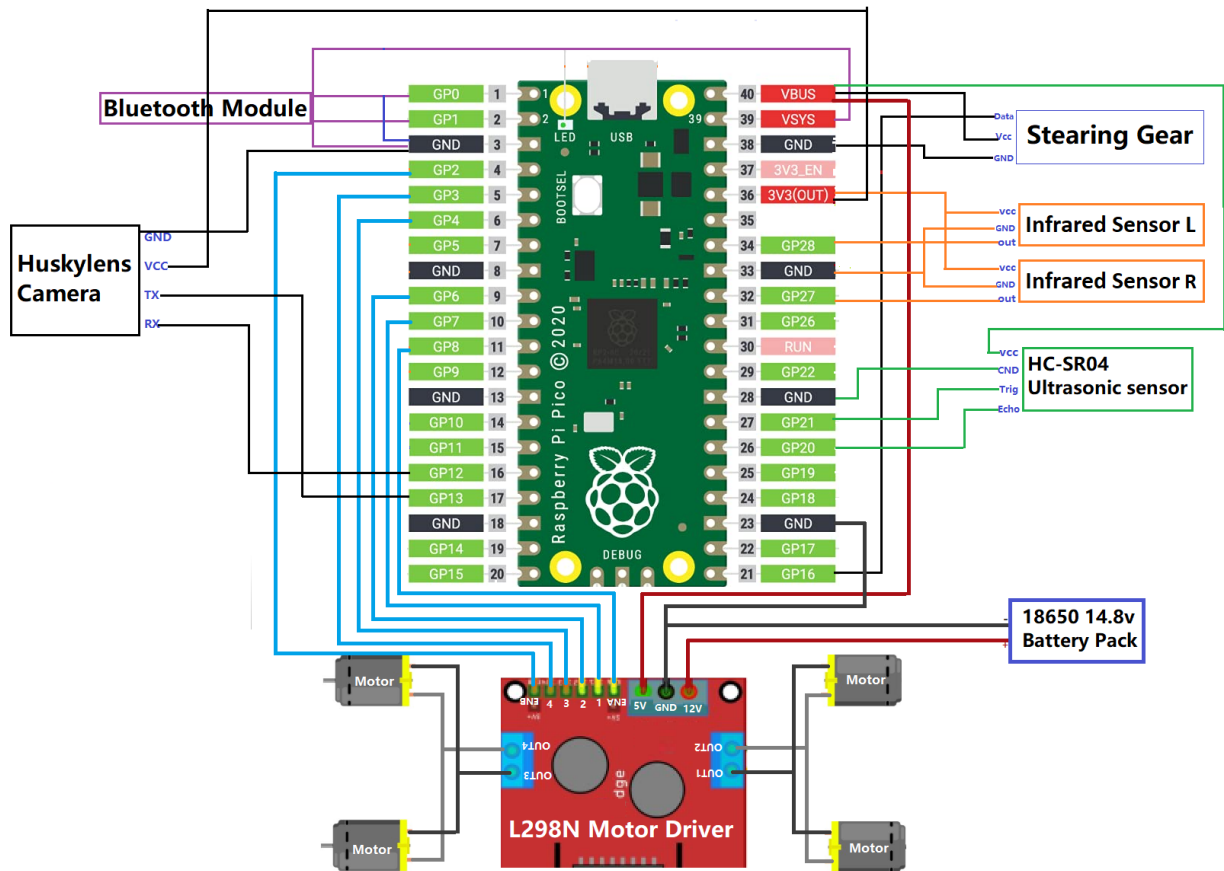 Bluetooth Module
GP0 1
GP1 2
GND 3
GP2 4
GP3 5
GP4 6
GP5 7
GND 8
GP6 9
GP7 10
GP8 11
GP9 12
GND 13
GP10 14
GP11 15
GP12 16
GP13 17
GND 18
GP14 19
GP15 20
1
2
39
LED
USB
BOOTSEL
Raspberry Pi Pico © 2020
DEBUG
40 VBUS
39 VSYS
38 GND
37 3V3_EN
36 3V3(OUT)
35
34 GP28
33 GND
32 GP27
31 GP26
30 RUN
29 GP22
28 GND
27 GP21
26 GP20
25 GP19
24 GP18
23 GND
22 GP17
21 GP16
Huskylens
Camera
GND
VCC
TX
RX
Data
Vcc
GND
Stearing Gear
Vcc
GND
out
Infrared Sensor L
Vcc
GND
out
Infrared Sensor R
Vcc
CND
Trig
Echo
HC-SR04
Ultrasonic sensor
-
+
18650 14.8v
Battery Pack
Motor
Motor
Motor
Motor
ENB 4 3 2 1 ENA
5V GND 12V
OUT4
OUT3
OUT2
OUT1
dge
L298N Motor Driver